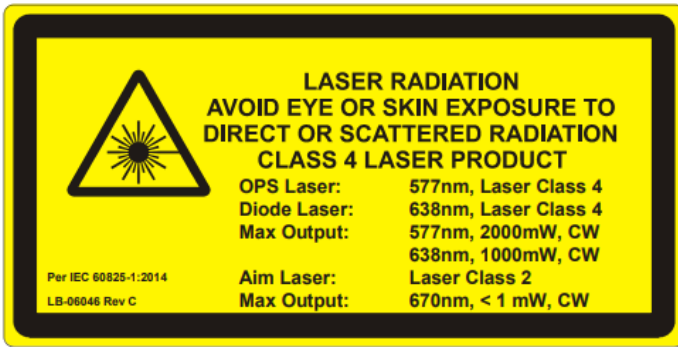 LASER RADIATION
AVOID EYE OR SKIN EXPOSURE TO
DIRECT OR SCATTERED RADIATION
CLASS 4 LASER PRODUCT
OPS Laser: 577nm, Laser Class 4
Diode Laser: 638nm, Laser Class 4
Max Output: 577nm, 2000mW, CW
638nm, 1000mW, CW
Per IEC 60825-1:2014
Aim Laser: Laser Class 2
LB-06046 Rev C
Max Output: 670nm, < 1 mW, CW